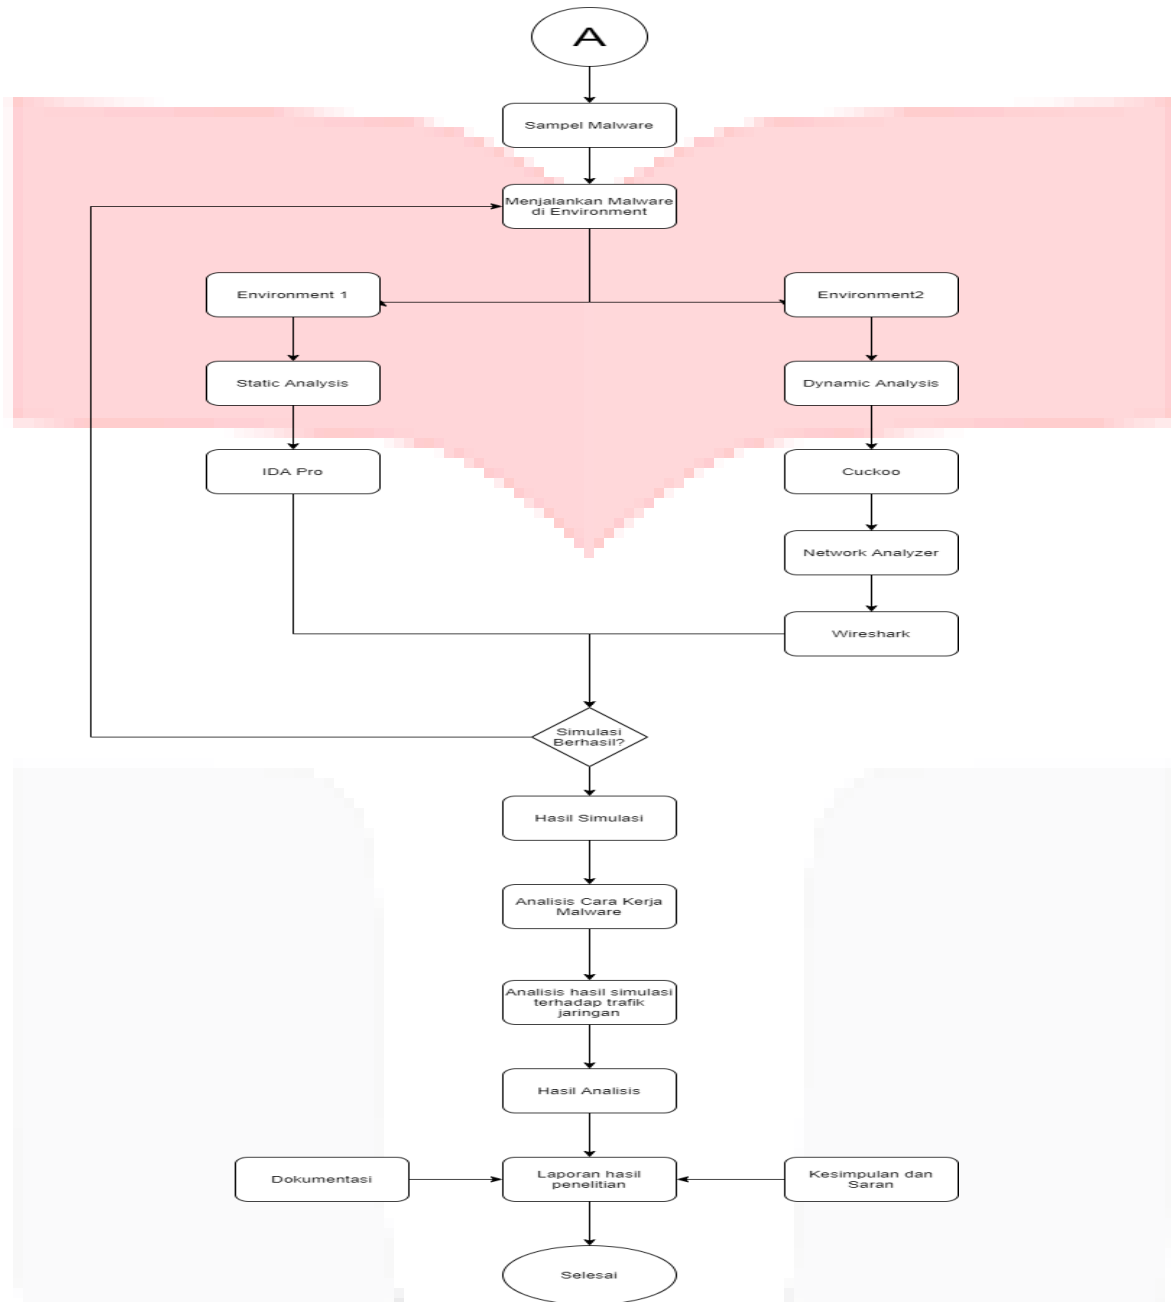 A
Sampel Malware
Menjalankan Malware
di Environment
Environment 1
Environment2
Static Analysis
Dynamic Analysis
IDA Pro
Cuckoo
Network Analyzer
Wireshark
Simulasi
Berhasil?
Hasil Simulasi
Analisis Cara Kerja
Malware
Analisis hasil simulasi
terhadap trafik
jaringan
Hasil Analisis
Dokumentasi
Laporan hasil
penelitian
Kesimpulan dan
Saran
Selesai